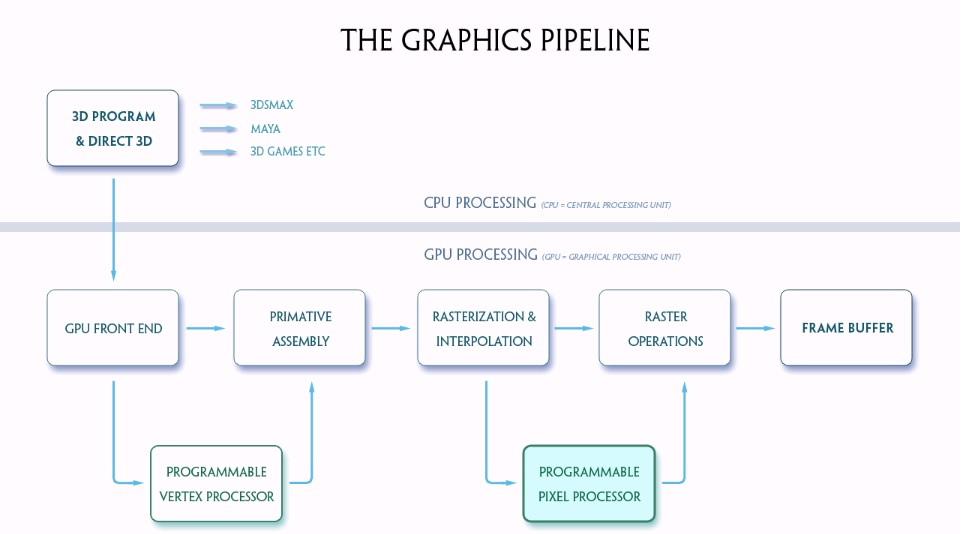 THE GRAPHICS PIPELINE
3D PROGRAM
& DIRECT 3D
3DSMAX
MAYA
3D GAMES ETC
CPU PROCESSING (CPU = CENTRAL PROCESSING UNIT)
GPU PROCESSING (GPU = GRAPHICAL PROCESSING UNIT)
GPU FRONT END
PRIMATIVE
ASSEMBLY
RASTERIZATION &
INTERPOLATION
RASTER
OPERATIONS
FRAME BUFFER
PROGRAMMABLE
VERTEX PROCESSOR
PROGRAMMABLE
PIXEL PROCESSOR